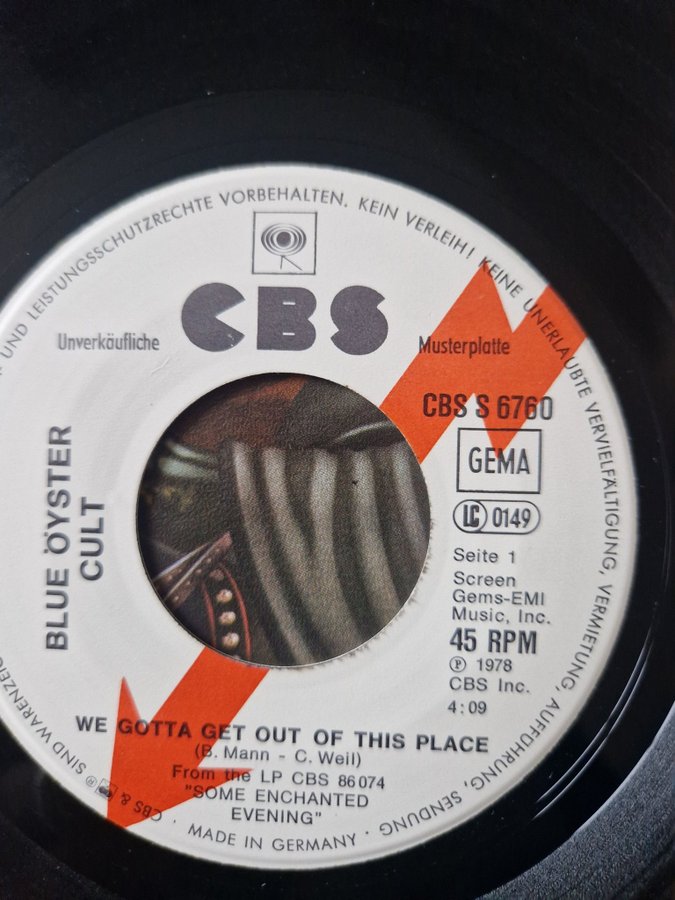 UND LEISTUNGSSCHUTZRECHTE VORBEHALTEN. KEIN VERLEIH! KEINE UNERLAUBTE VERVIELFÄLTIGUNG, VERMIETUNG, AUFFÜHRUNG, SENDUNG
CBS
Unverkäufliche
Musterplatte
CBS S 6760
GEMA
LC 0149
BLUE ÖYSTER
CULT
Seite 1
Screen
Gems-EMI
Music, Inc.
45 RPM
℗ 1978
CBS Inc.
4:09
WE GOTTA GET OUT OF THIS PLACE
(B. Mann - C. Weil)
From the LP CBS 86074
"SOME ENCHANTED
EVENING"
CBS & ® SIND WARENZEIC
· MADE IN GERMANY ·